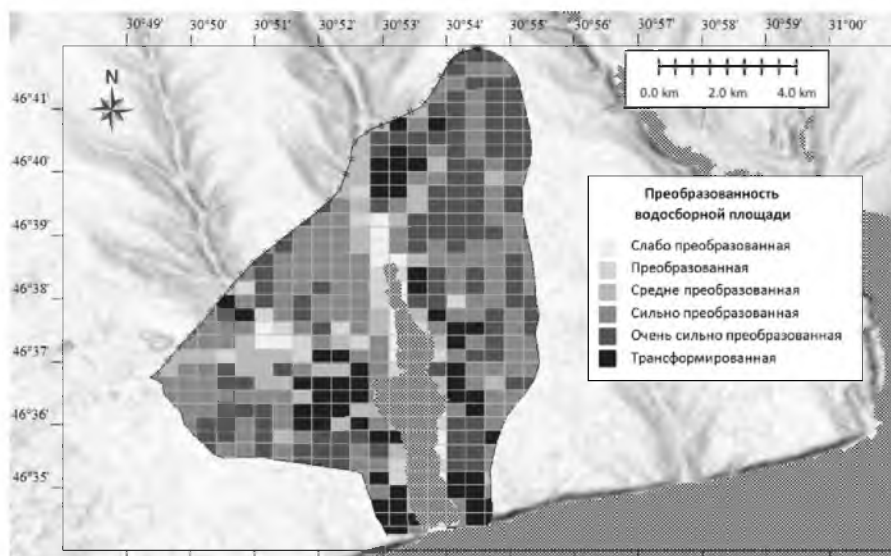 30°49' 30°50' 30°51' 30°52' 30°53' 30°54' 30°55' 30°56' 30°57' 30°58' 30°59' 31°00'
N
0.0 km 2.0 km 4.0 km
46°41'
46°40'
46°39'
46°38'
46°37'
46°36'
46°35'
Преобразованность
водосборной площади
Слабо преобразованная
Преобразованная
Средне преобразованная
Сильно преобразованная
Очень сильно преобразованная
Трансформированная